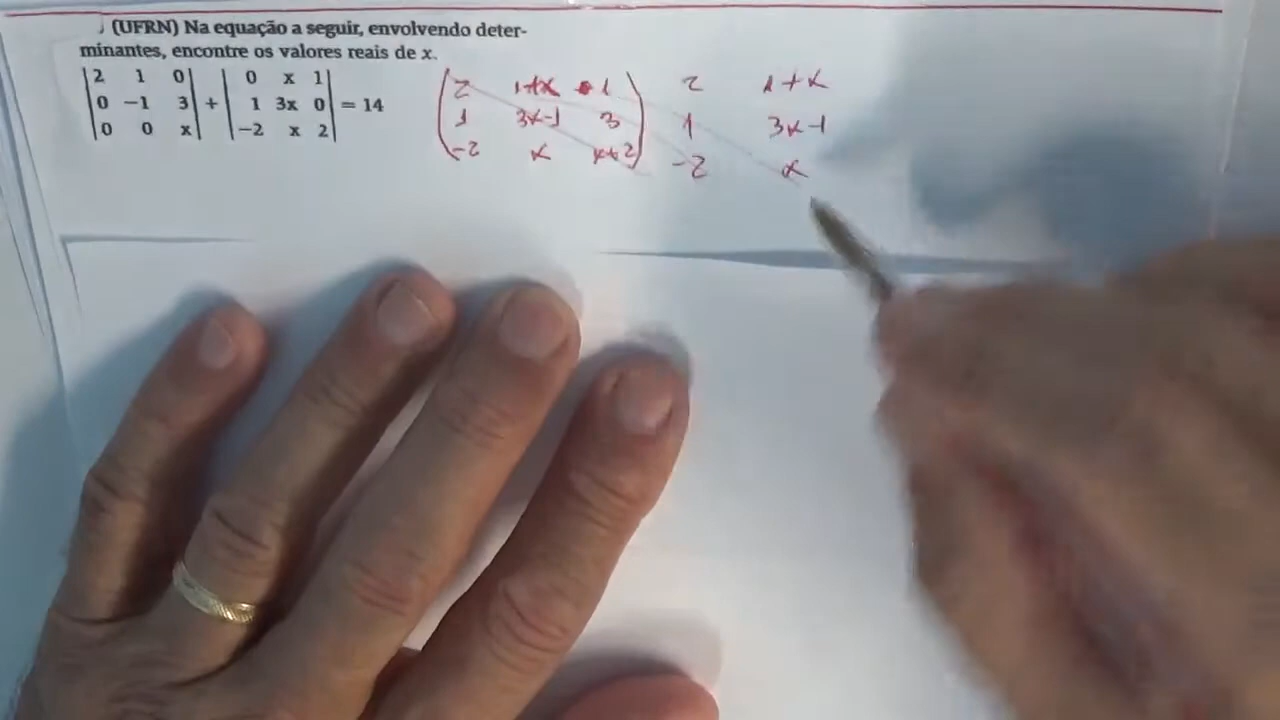 (UFRN) Na equação a seguir, envolvendo deter-
minantes, encontre os valores reais de x.
|2 1 0| |0 x 1| (2 1+x 1) 2 1+x
|0 -1 3| + |1 3x 0| = 14 (1 3x-1 3) 1 3x-1
|0 0 x| |-2 x 2| (-2 x x+2) -2 x